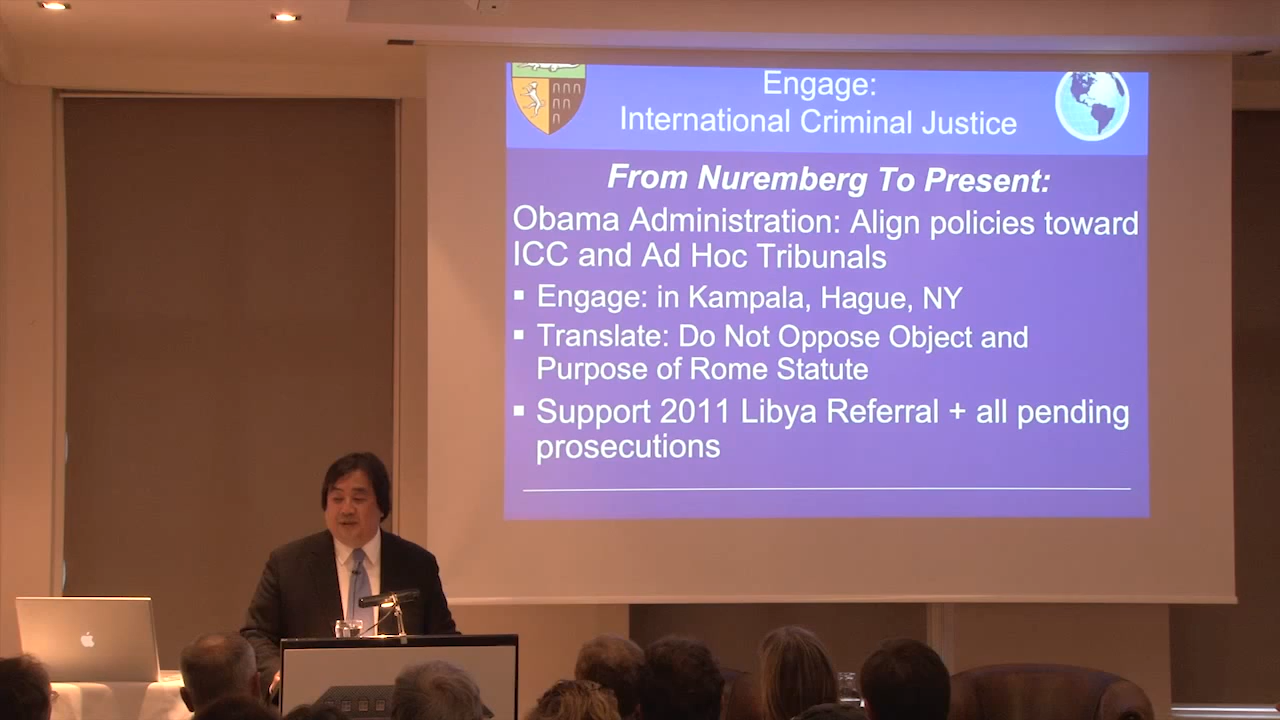 Engage:
International Criminal Justice
From Nuremberg To Present:
Obama Administration: Align policies toward
ICC and Ad Hoc Tribunals
▪ Engage: in Kampala, Hague, NY
▪ Translate: Do Not Oppose Object and
Purpose of Rome Statute
▪ Support 2011 Libya Referral + all pending
prosecutions